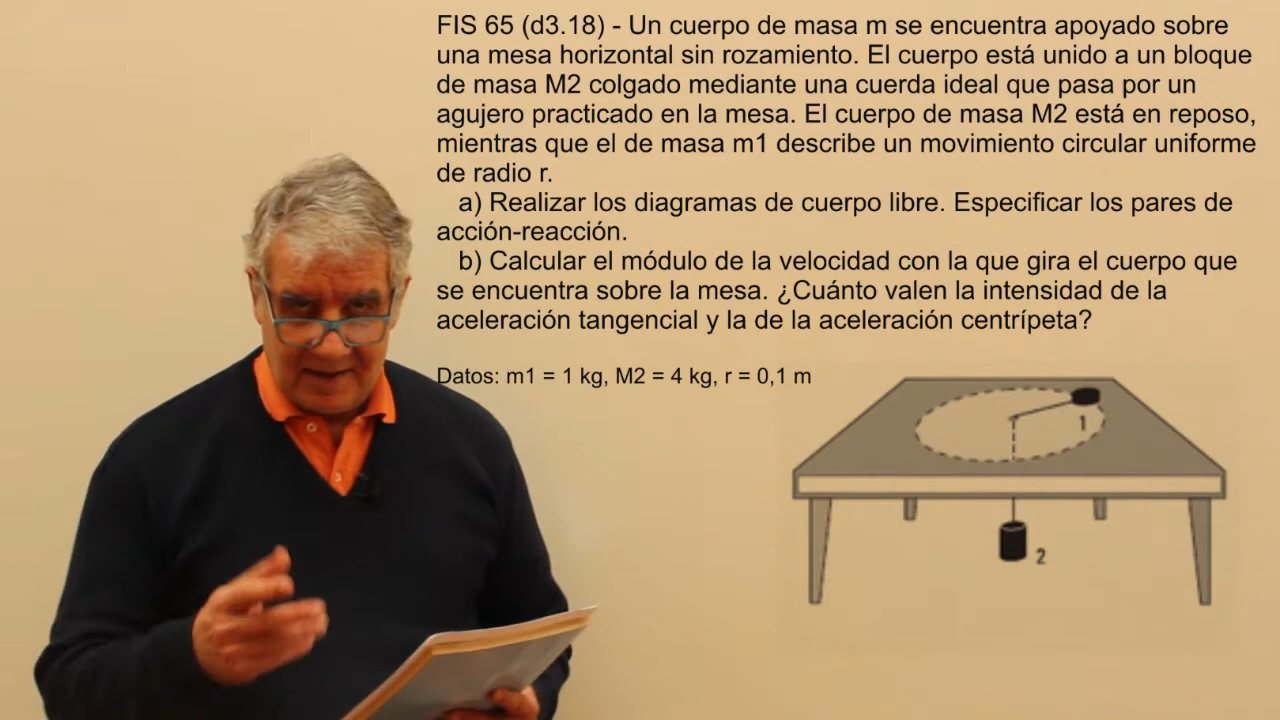 FIS 65 (d3.18) - Un cuerpo de masa m se encuentra apoyado sobre
una mesa horizontal sin rozamiento. El cuerpo está unido a un bloque
de masa M2 colgado mediante una cuerda ideal que pasa por un
agujero practicado en la mesa. El cuerpo de masa M2 está en reposo,
mientras que el de masa m1 describe un movimiento circular uniforme
de radio r.
a) Realizar los diagramas de cuerpo libre. Especificar los pares de
acción-reacción.
b) Calcular el módulo de la velocidad con la que gira el cuerpo que
se encuentra sobre la mesa. ¿Cuánto valen la intensidad de la
aceleración tangencial y la de la aceleración centrípeta?
Datos: m1 = 1 kg, M2 = 4 kg, r = 0,1 m
1
2